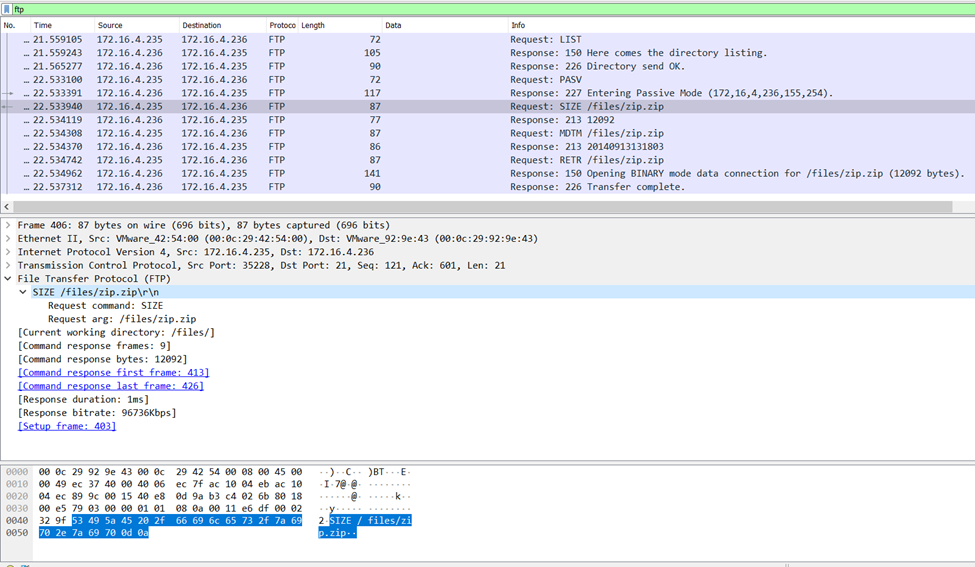 ftp
No. Time Source Destination Protoco Length Data Info
… 21.559105 172.16.4.235 172.16.4.236 FTP 72 Request: LIST
… 21.559243 172.16.4.236 172.16.4.235 FTP 105 Response: 150 Here comes the directory listing.
… 21.565277 172.16.4.236 172.16.4.235 FTP 90 Response: 226 Directory send OK.
… 22.533100 172.16.4.235 172.16.4.236 FTP 72 Request: PASV
… 22.533391 172.16.4.236 172.16.4.235 FTP 117 Response: 227 Entering Passive Mode (172,16,4,236,155,254).
… 22.533940 172.16.4.235 172.16.4.236 FTP 87 Request: SIZE /files/zip.zip
… 22.534119 172.16.4.236 172.16.4.235 FTP 77 Response: 213 12092
… 22.534308 172.16.4.235 172.16.4.236 FTP 87 Request: MDTM /files/zip.zip
… 22.534370 172.16.4.236 172.16.4.235 FTP 86 Response: 213 20140913131803
… 22.534742 172.16.4.235 172.16.4.236 FTP 87 Request: RETR /files/zip.zip
… 22.534962 172.16.4.236 172.16.4.235 FTP 141 Response: 150 Opening BINARY mode data connection for /files/zip.zip (12092 bytes).
… 22.537312 172.16.4.236 172.16.4.235 FTP 90 Response: 226 Transfer complete.
Frame 406: 87 bytes on wire (696 bits), 87 bytes captured (696 bits)
Ethernet II, Src: VMware_42:54:00 (00:0c:29:42:54:00), Dst: VMware_92:9e:43 (00:0c:29:92:9e:43)
Internet Protocol Version 4, Src: 172.16.4.235, Dst: 172.16.4.236
Transmission Control Protocol, Src Port: 35228, Dst Port: 21, Seq: 121, Ack: 601, Len: 21
File Transfer Protocol (FTP)
SIZE /files/zip.zip\r\n
Request command: SIZE
Request arg: /files/zip.zip
[Current working directory: /files/]
[Command response frames: 9]
[Command response bytes: 12092]
[Command response first frame: 413]
[Command response last frame: 426]
[Response duration: 1ms]
[Response bitrate: 96736Kbps]
[Setup frame: 403]
0000 00 0c 29 92 9e 43 00 0c 29 42 54 00 08 00 45 00 ··)··C·· )BT···E·
0010 00 49 ec 37 40 00 40 06 ec 7f ac 10 04 eb ac 10 ·I·7@·@· ········
0020 04 ec 89 9c 00 15 40 e8 0d 9a b3 c4 02 6b 80 18 ······@· ·····k··
0030 00 e5 79 03 00 00 01 01 08 0a 00 11 e6 df 00 02 ··y····· ········
0040 32 9f 53 49 5a 45 20 2f 66 69 6c 65 73 2f 7a 69 2·SIZE / files/zi
0050 70 2e 7a 69 70 0d 0a p.zip··